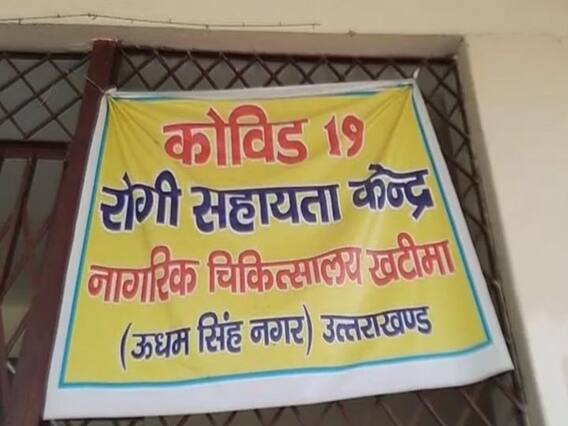 कोविड 19
रोगी सहायता केन्द्र
नागरिक चिकित्सालय खटीमा
(ऊधम सिंह नगर) उत्तराखण्ड